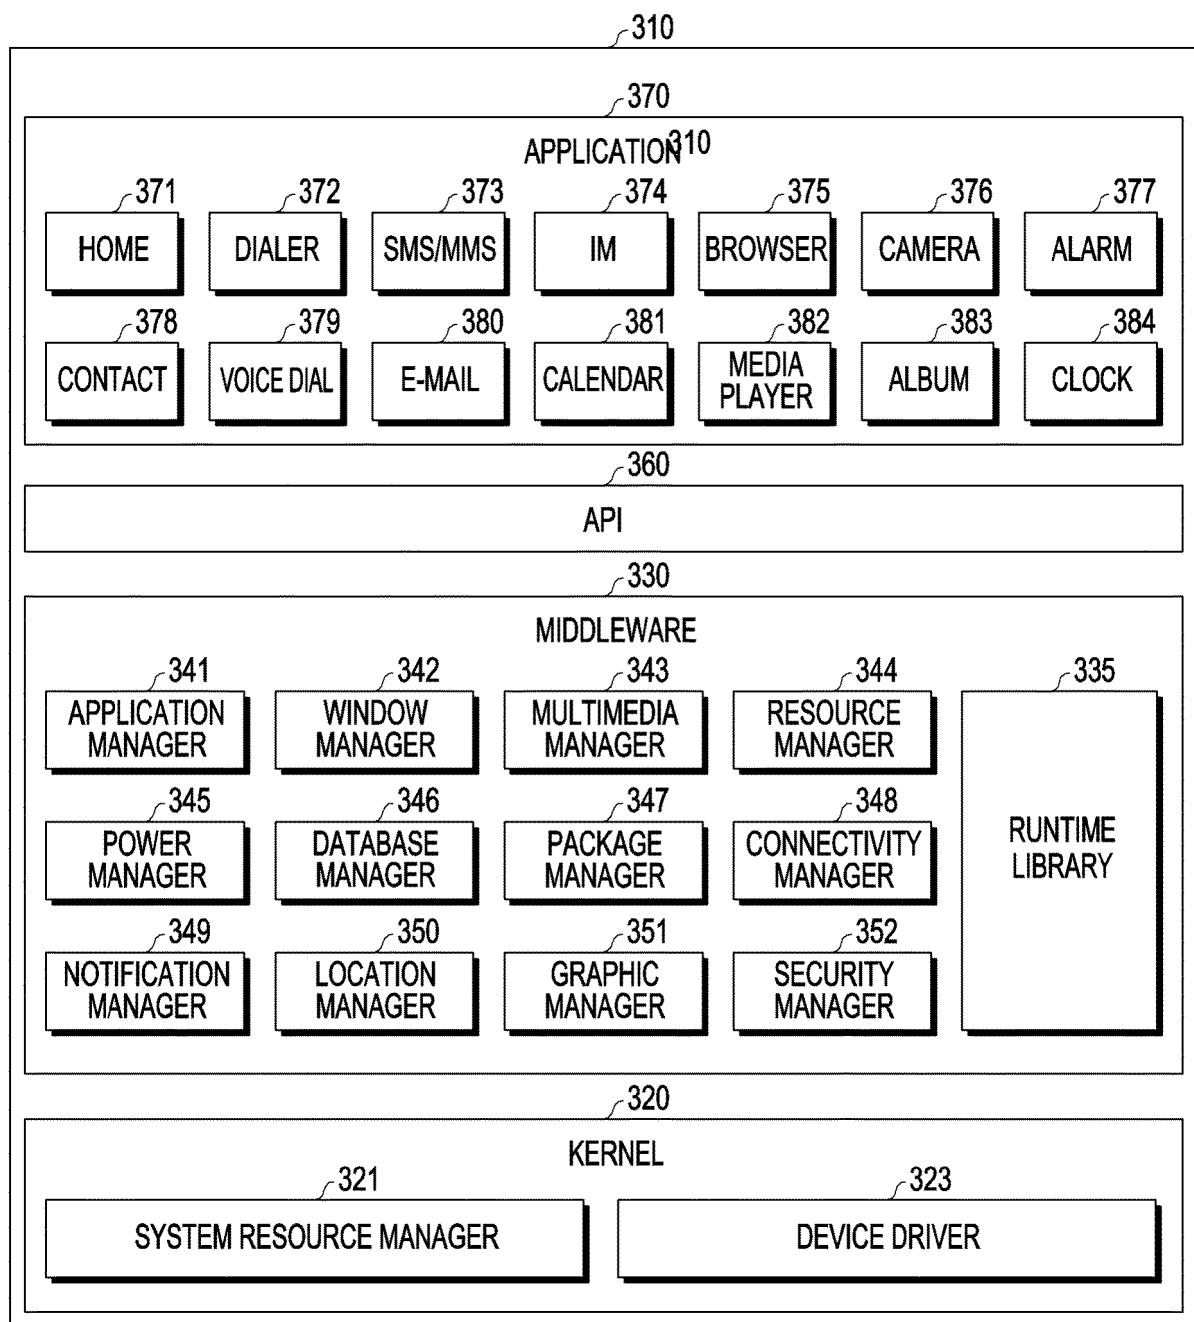 310
370
APPLICATION 310
371 372 373 374 375 376 377
HOME DIALER SMS/MMS IM BROWSER CAMERA ALARM
378 379 380 381 382 383 384
CONTACT VOICE DIAL E-MAIL CALENDAR MEDIA PLAYER ALBUM CLOCK
360
API
330
MIDDLEWARE
341 342 343 344 335
APPLICATION MANAGER WINDOW MANAGER MULTIMEDIA MANAGER RESOURCE MANAGER
345 346 347 348
POWER MANAGER DATABASE MANAGER PACKAGE MANAGER CONNECTIVITY MANAGER RUNTIME LIBRARY
349 350 351 352
NOTIFICATION MANAGER LOCATION MANAGER GRAPHIC MANAGER SECURITY MANAGER
320
KERNEL
321 323
SYSTEM RESOURCE MANAGER DEVICE DRIVER